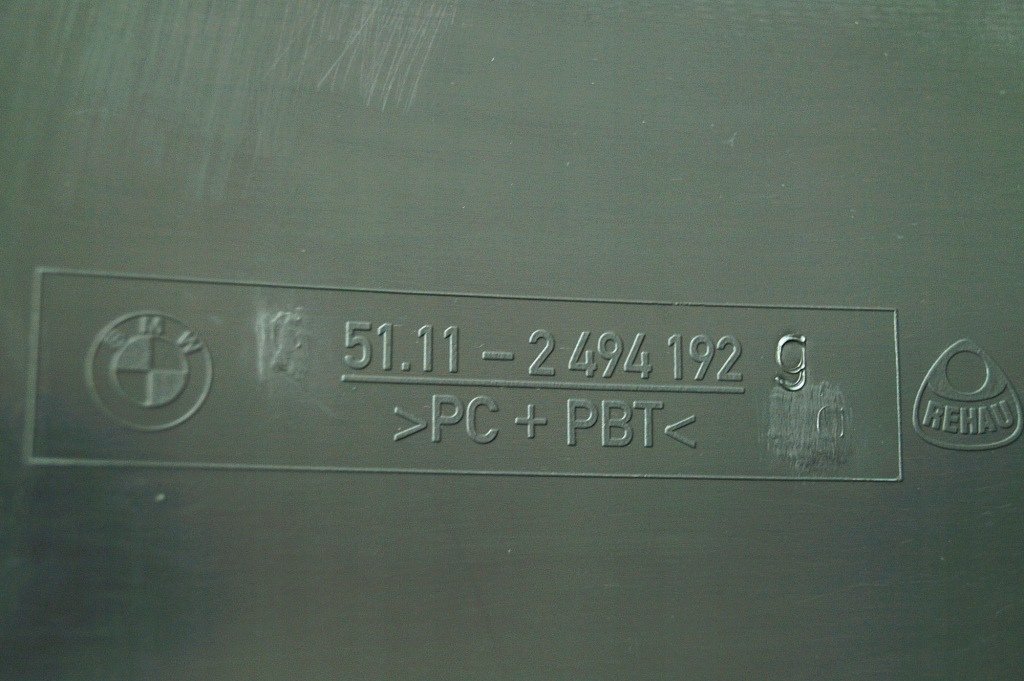 BMW
51.11 – 2 494 192 g
>PC + PBT<
REHAU